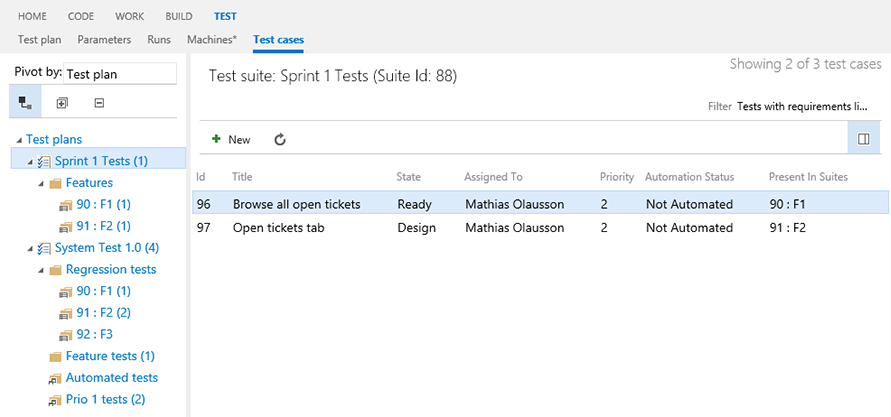 HOME CODE WORK BUILD TEST
Test plan Parameters Runs Machines* Test cases
Pivot by: Test plan
Test plans
Sprint 1 Tests (1)
Features
90 : F1 (1)
91 : F2 (1)
System Test 1.0 (4)
Regression tests
90 : F1 (1)
91 : F2 (2)
92 : F3
Feature tests (1)
Automated tests
Prio 1 tests (2)
Showing 2 of 3 test cases
Test suite: Sprint 1 Tests (Suite Id: 88)
Filter Tests with requirements li...
New
Id Title State Assigned To Priority Automation Status Present In Suites
96 Browse all open tickets Ready Mathias Olausson 2 Not Automated 90 : F1
97 Open tickets tab Design Mathias Olausson 2 Not Automated 91 : F2